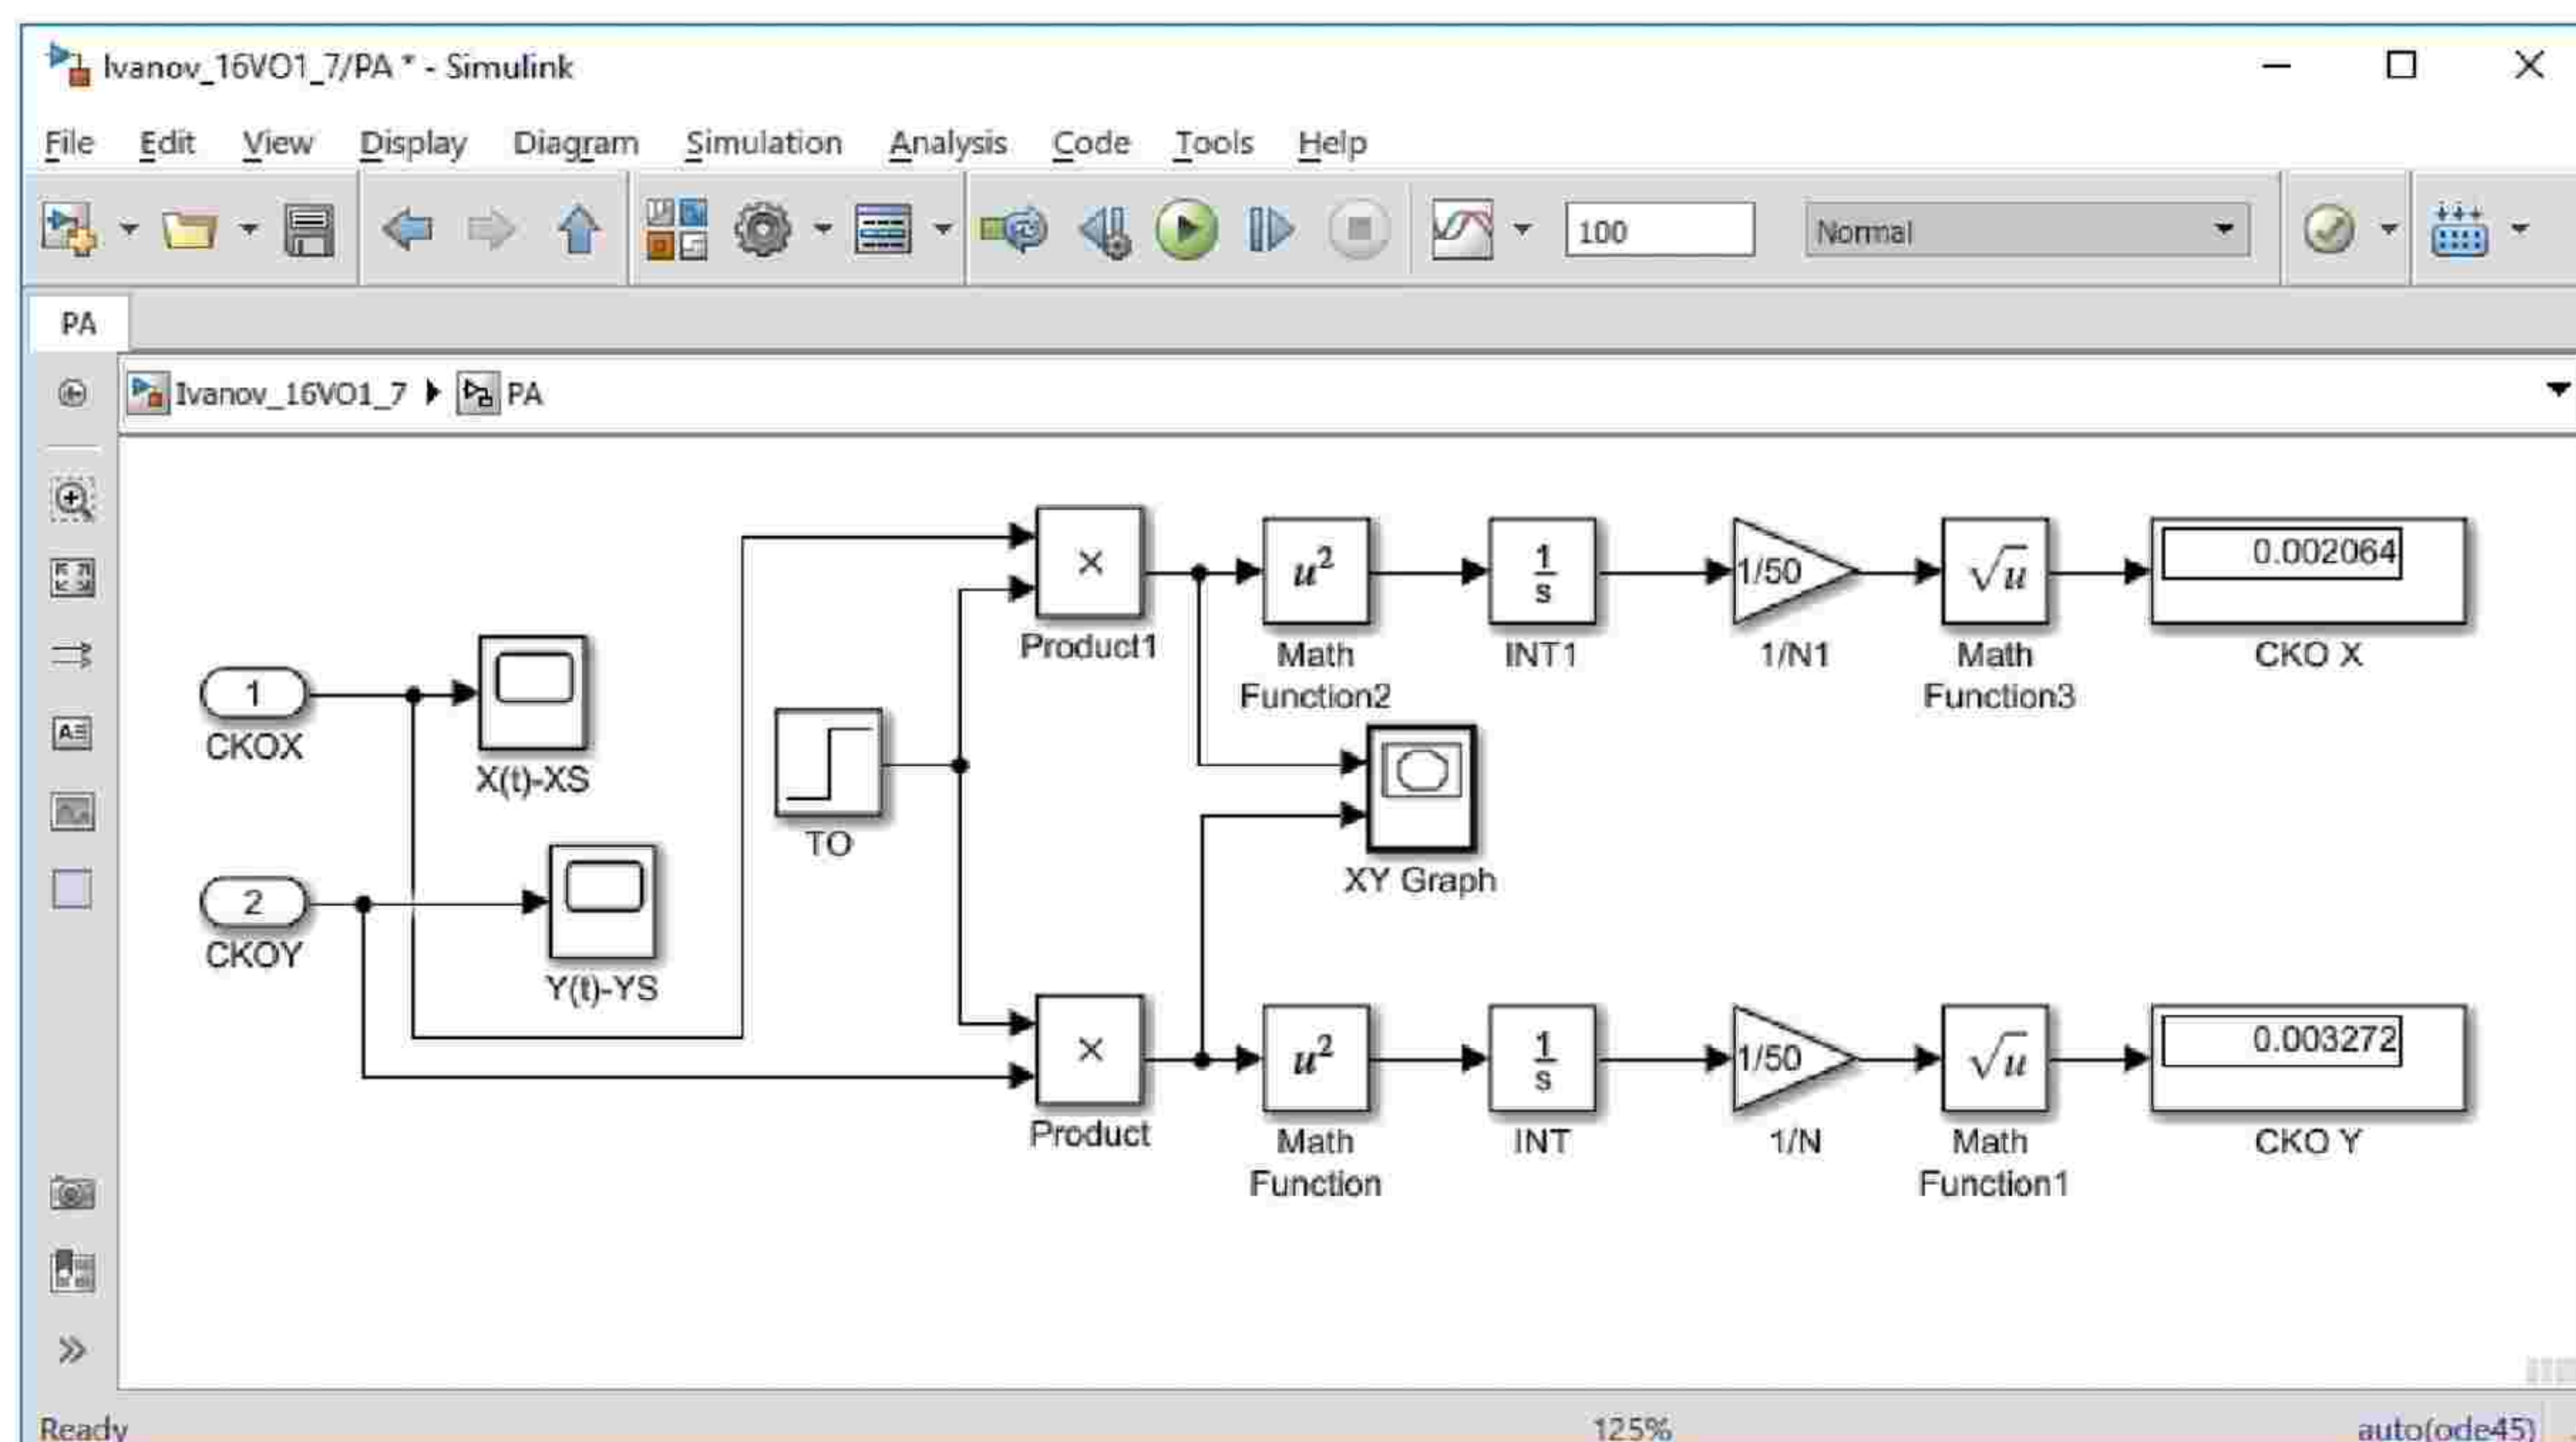 Ivanov_16VO1_7/PA * - Simulink
File Edit View Display Diagram Simulation Analysis Code Tools Help
100 Normal
PA
Ivanov_16VO1_7 PA
1
CKOX
X(t)-XS
2
CKOY
Y(t)-YS
TO
×
Product1
u²
Math
Function2
1
s
INT1
1/50
1/N1
√u
Math
Function3
0.002064
CKO X
XY Graph
×
Product
u²
Math
Function
1
s
INT
1/50
1/N
√u
Math
Function1
0.003272
CKO Y
Ready 125% auto(ode45)